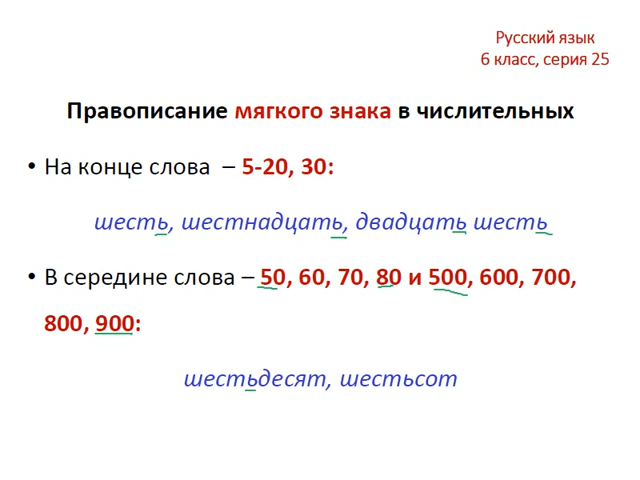 Русский язык
6 класс, серия 25
Правописание мягкого знака в числительных
• На конце слова – 5-20, 30:
шесть, шестнадцать, двадцать шесть
• В середине слова – 50, 60, 70, 80 и 500, 600, 700,
800, 900:
шестьдесят, шестьсот